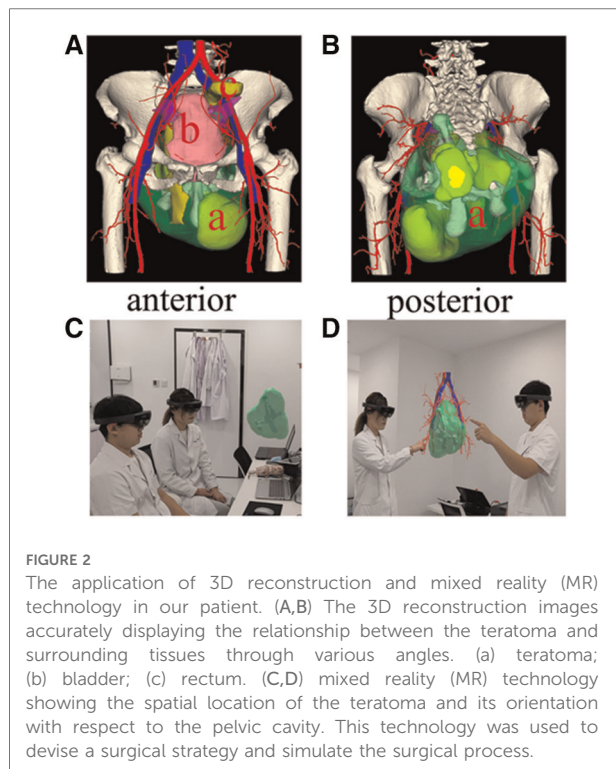 A
B
c
b
a
a
anterior
posterior
C
D
FIGURE 2
The application of 3D reconstruction and mixed reality (MR)
technology in our patient. (A,B) The 3D reconstruction images
accurately displaying the relationship between the teratoma and
surrounding tissues through various angles. (a) teratoma;
(b) bladder; (c) rectum. (C,D) mixed reality (MR) technology
showing the spatial location of the teratoma and its orientation
with respect to the pelvic cavity. This technology was used to
devise a surgical strategy and simulate the surgical process.